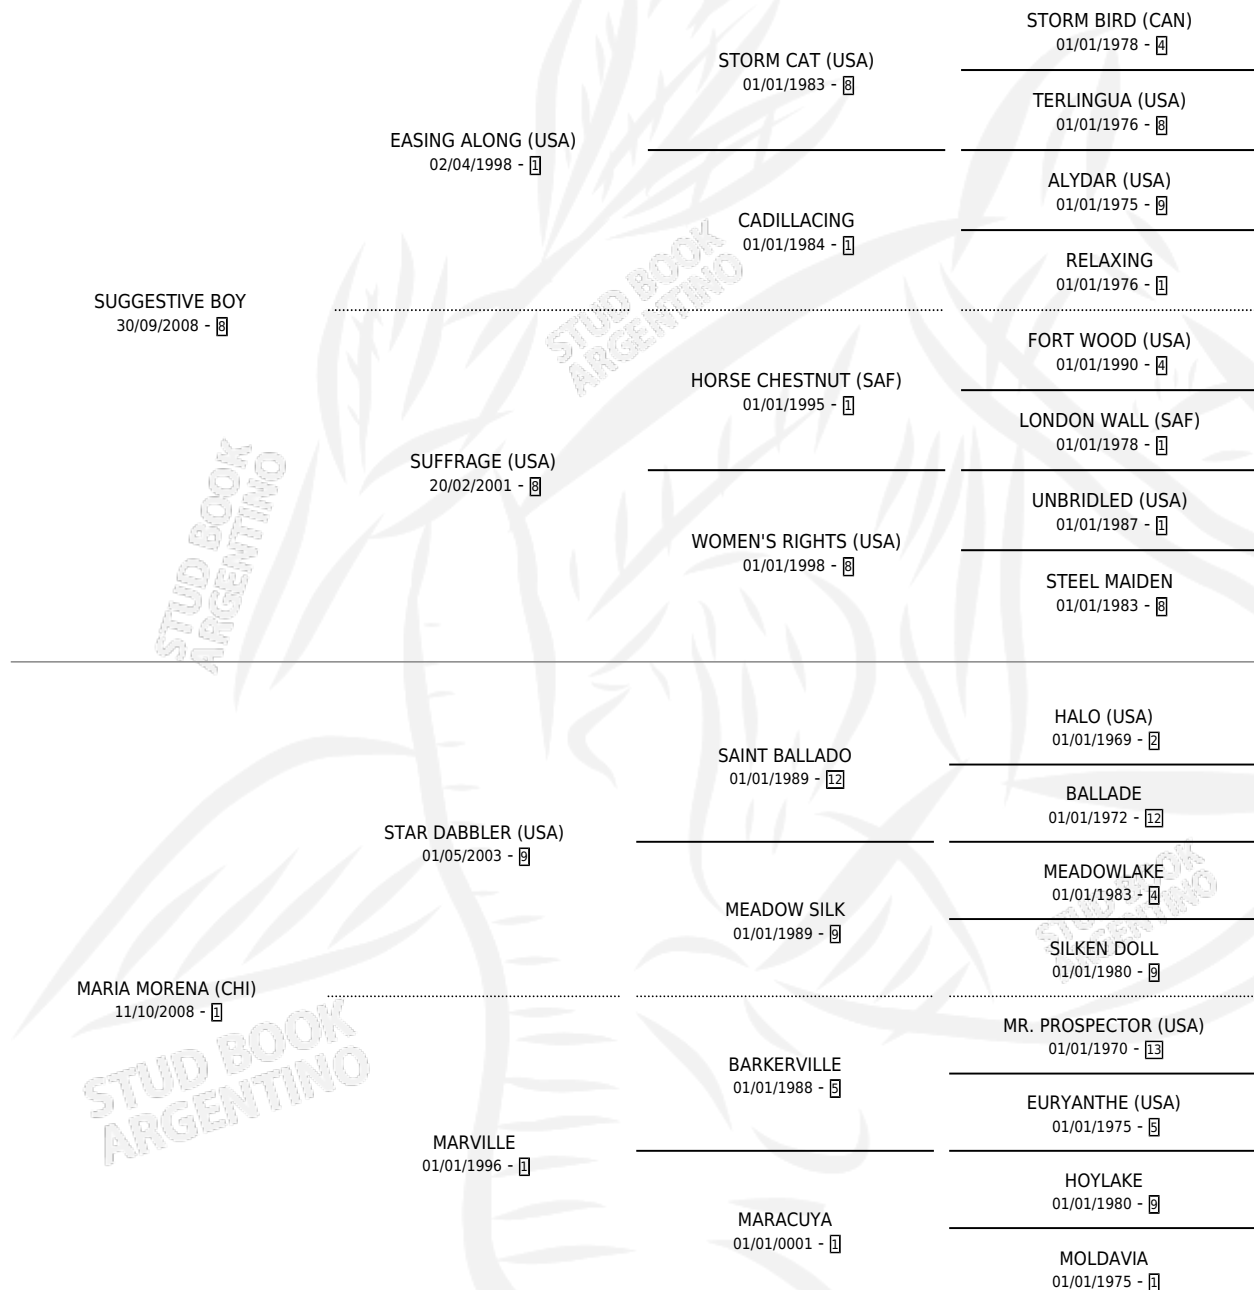 STORM BIRD (CAN)
01/01/1978 - 4
STORM CAT (USA)
01/01/1983 - 8
TERLINGUA (USA)
01/01/1976 - 8
EASING ALONG (USA)
02/04/1998 - 1
ALYDAR (USA)
01/01/1975 - 9
CADILLACING
01/01/1984 - 1
RELAXING
01/01/1976 - 1
SUGGESTIVE BOY
30/09/2008 - 8
FORT WOOD (USA)
01/01/1990 - 4
HORSE CHESTNUT (SAF)
01/01/1995 - 1
LONDON WALL (SAF)
01/01/1978 - 1
SUFFRAGE (USA)
20/02/2001 - 8
UNBRIDLED (USA)
01/01/1987 - 1
WOMEN'S RIGHTS (USA)
01/01/1998 - 8
STEEL MAIDEN
01/01/1983 - 8
HALO (USA)
01/01/1969 - 2
SAINT BALLADO
01/01/1989 - 12
BALLADE
01/01/1972 - 12
STAR DABBLER (USA)
01/05/2003 - 9
MEADOWLAKE
01/01/1983 - 4
MEADOW SILK
01/01/1989 - 9
SILKEN DOLL
01/01/1980 - 9
MARIA MORENA (CHI)
11/10/2008 - 1
MR. PROSPECTOR (USA)
01/01/1970 - 13
BARKERVILLE
01/01/1988 - 5
EURYANTHE (USA)
01/01/1975 - 5
MARVILLE
01/01/1996 - 1
HOYLAKE
01/01/1980 - 9
MARACUYA
01/01/0001 - 1
MOLDAVIA
01/01/1975 - 1
STUD BOOK
ARGENTINO
STUD BOOK
ARGENTINO
STUD BOOK
ARGENTINO
STUD BOOK
ARGENTINO